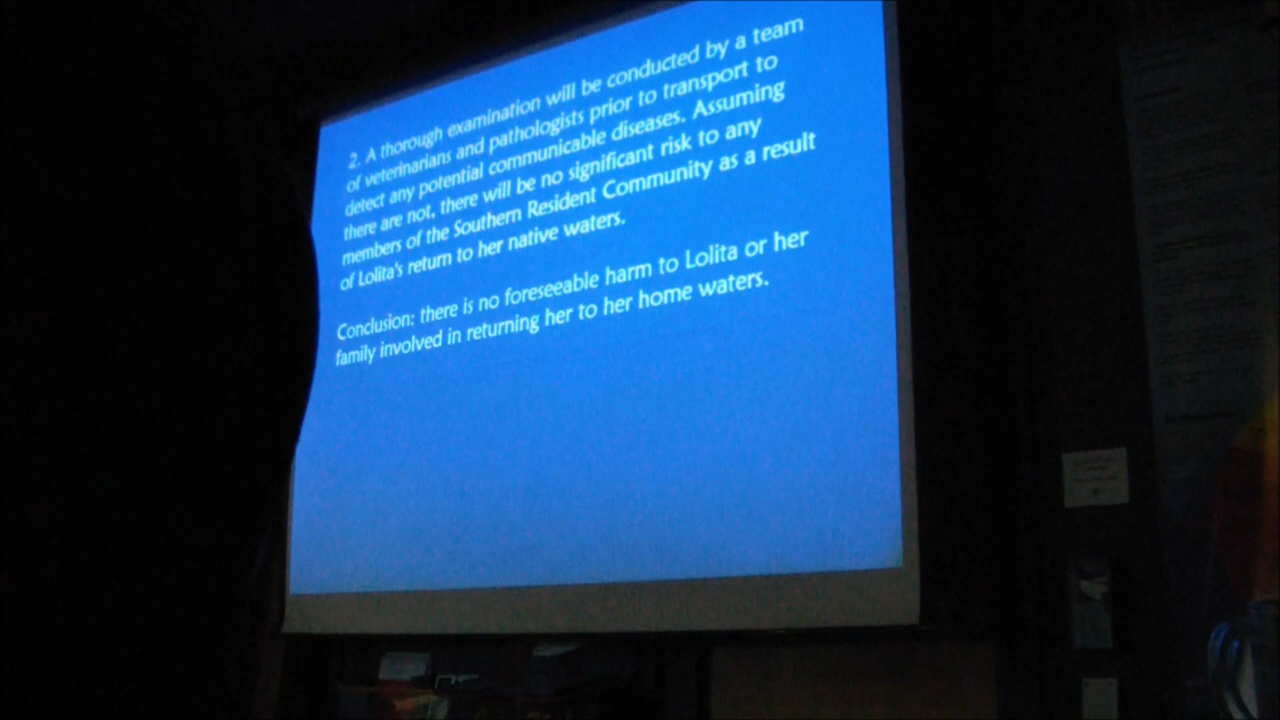 2. A thorough examination will be conducted by a team
of veterinarians and pathologists prior to transport to
detect any potential communicable diseases. Assuming
there are not, there will be no significant risk to any
members of the Southern Resident Community as a result
of Lolita's return to her native waters.
Conclusion: there is no foreseeable harm to Lolita or her
family involved in returning her to her home waters.